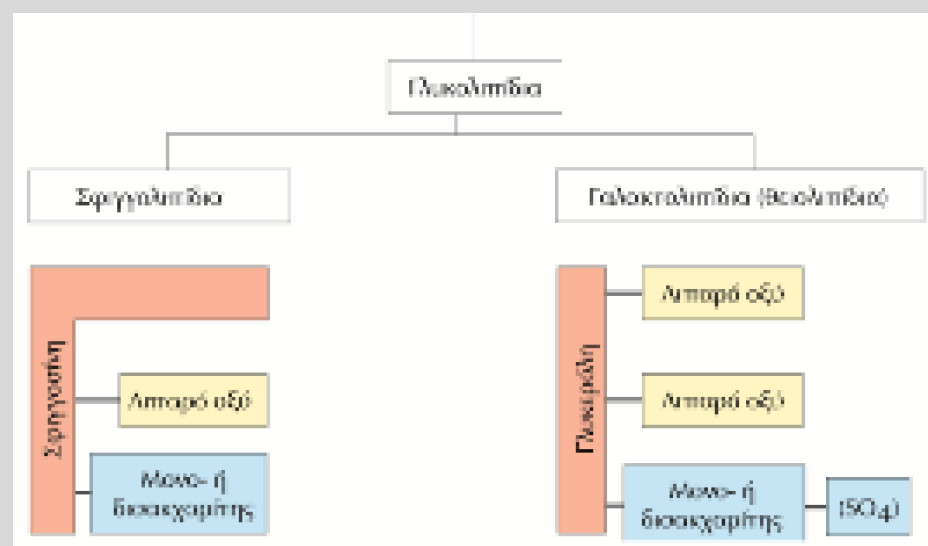 Γλυκολιπίδια
Σφιγγολιπίδια
Γαλακτολιπίδια (θειολιπίδια)
Σφιγγοσίνη
Λιπαρό οξύ
Μονο- ή
δισακχαρίτης
Γλυκερόλη
Λιπαρό οξύ
Λιπαρό οξύ
Μονο- ή
δισακχαρίτης
(SO₄)